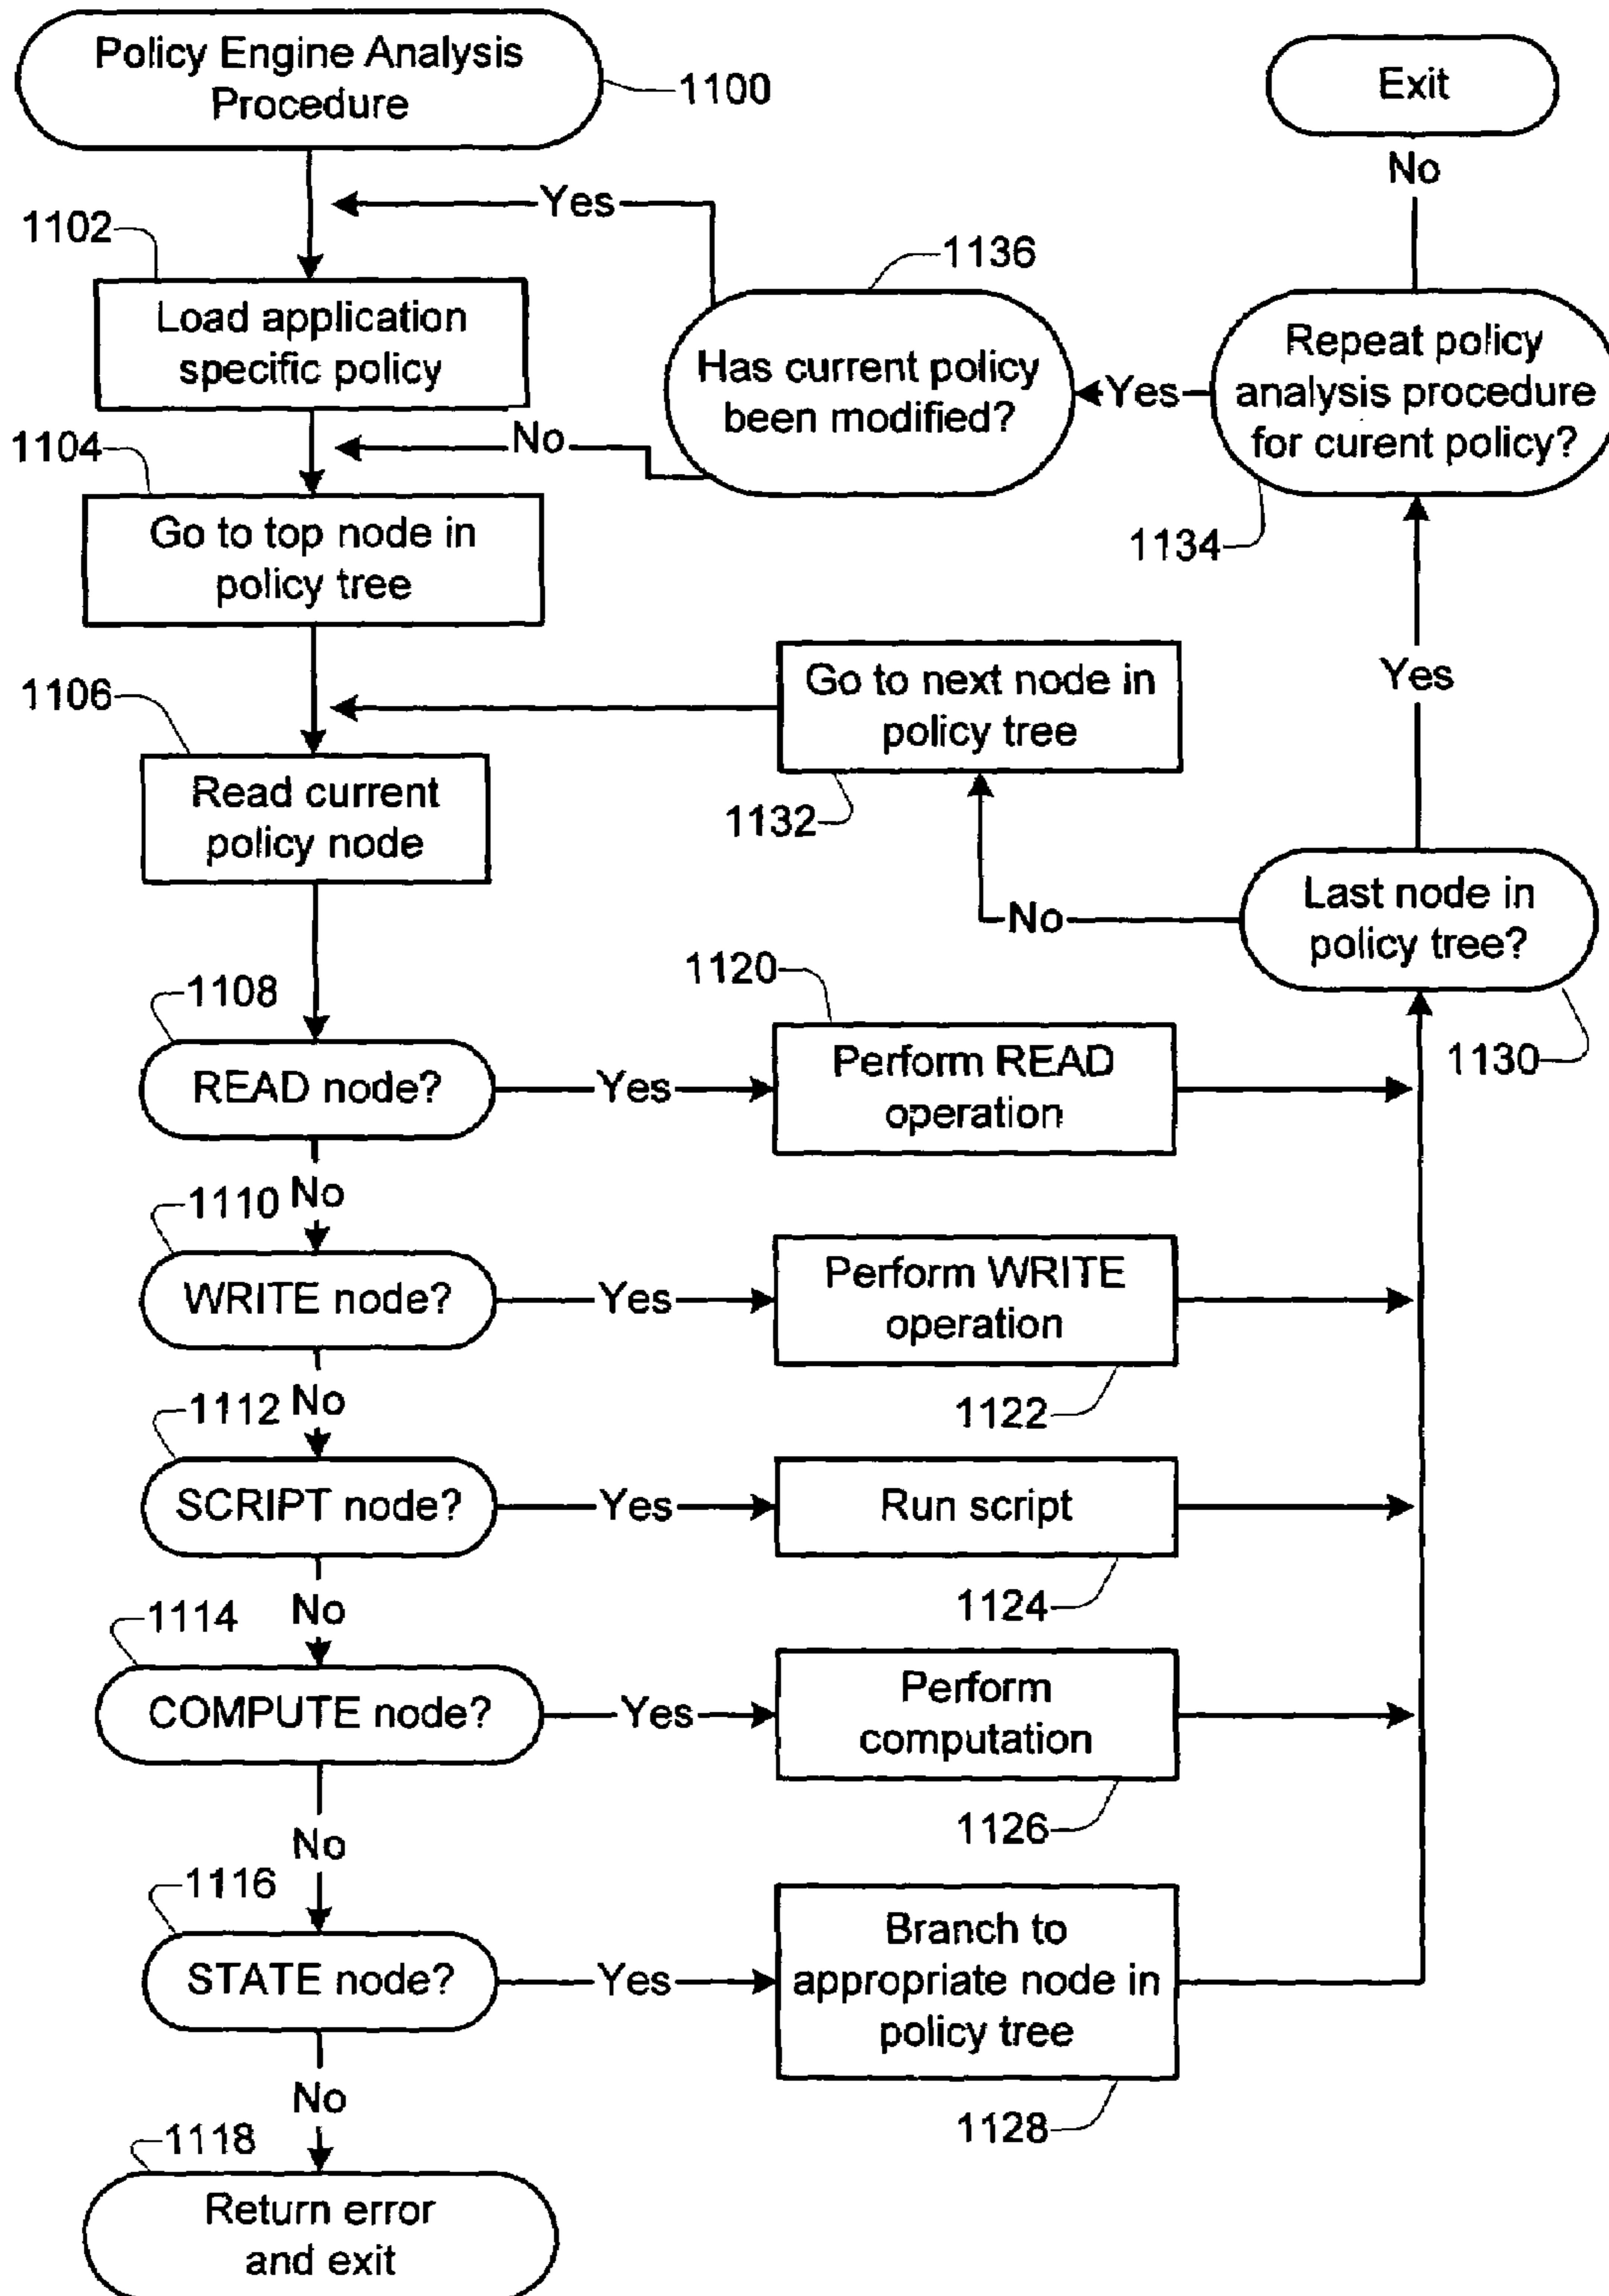 Policy Engine Analysis
Procedure
1100
Exit
No
Yes
1102
1136
Load application
specific policy
Has current policy
been modified?
Yes
Repeat policy
analysis procedure
for curent policy?
No
1104
1134
Go to top node in
policy tree
Yes
1106
Go to next node in
policy tree
1132
Read current
policy node
Last node in
policy tree?
No
1130
1108
1120
READ node?
Yes
Perform READ
operation
No
1110
WRITE node?
Yes
Perform WRITE
operation
1122
No
1112
SCRIPT node?
Yes
Run script
1124
No
1114
COMPUTE node?
Yes
Perform
computation
1126
No
1116
STATE node?
Yes
Branch to
appropriate node in
policy tree
1128
No
1118
Return error
and exit